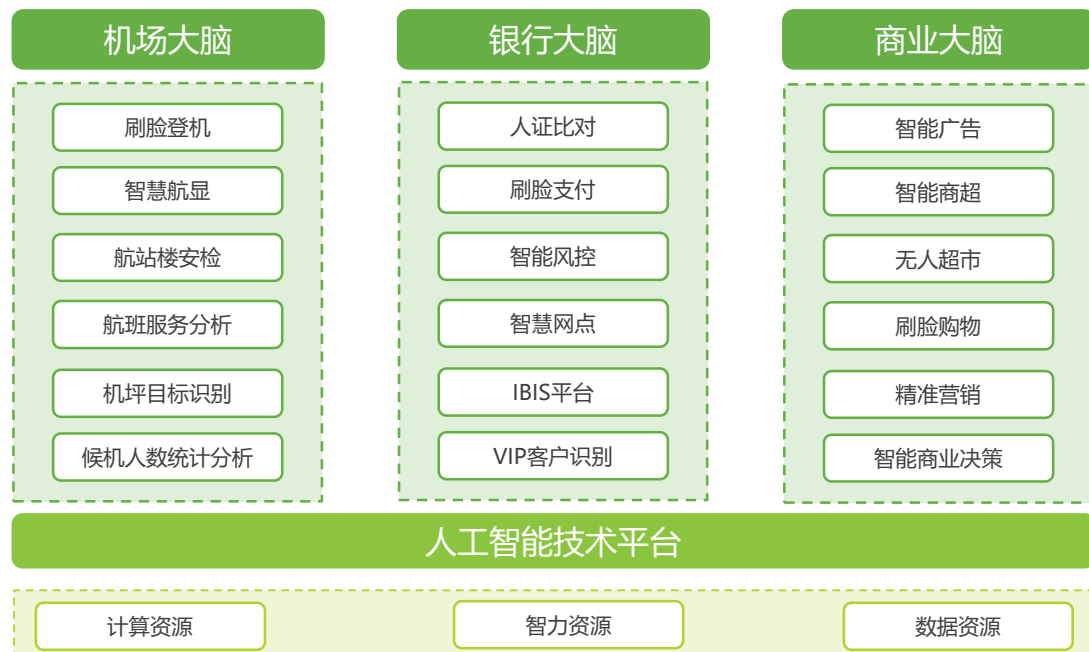 机场大脑
刷脸登机
智慧航显
航站楼安检
航班服务分析
机坪目标识别
候机人数统计分析
银行大脑
人证比对
刷脸支付
智能风控
智慧网点
IBIS平台
VIP客户识别
商业大脑
智能广告
智能商超
无人超市
刷脸购物
精准营销
智能商业决策
人工智能技术平台
计算资源
智力资源
数据资源